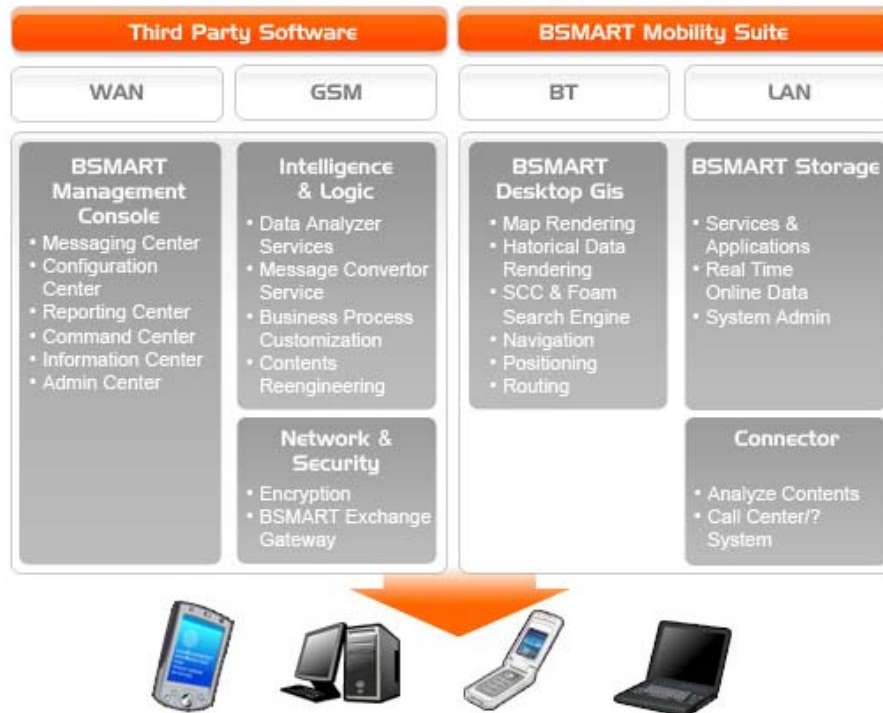 Third Party Software
BSMART Mobility Suite
WAN
GSM
BT
LAN
BSMART
Management
Console
• Messaging Center
• Configuration
Center
• Reporting Center
• Command Center
• Information Center
• Admin Center
Intelligence
& Logic
• Data Analyzer
Services
• Message Convertor
Service
• Business Process
Customization
• Contents
Reengineering
Network &
Security
• Encryption
• BSMART Exchange
Gateway
BSMART
Desktop Gis
• Map Rendering
• Hatorical Data
Rendering
• SCC & Foam
Search Engine
• Navigation
• Positioning
• Routing
BSMART Storage
• Services &
Applications
• Real Time
Online Data
• System Admin
Connector
• Analyze Contents
• Call Center/?
System